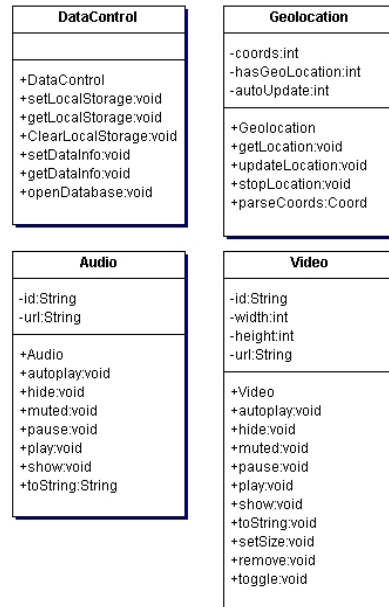 DataControl
+DataControl
+setLocalStorage:void
+getLocalStorage:void
+ClearLocalStorage:void
+setDataInfo:void
+getDataInfo:void
+openDatabase:void
Geolocation
-coords:int
-hasGeoLocation:int
-autoUpdate:int
+Geolocation
+getLocation:void
+updateLocation:void
+stopLocation:void
+parseCoords:Coord
Audio
-id:String
-url:String
+Audio
+autoplay:void
+hide:void
+muted:void
+pause:void
+play:void
+show:void
+toString:String
Video
-id:String
-width:int
-height:int
-url:String
+Video
+autoplay:void
+hide:void
+muted:void
+pause:void
+play:void
+show:void
+toString:void
+setSize:void
+remove:void
+toggle:void